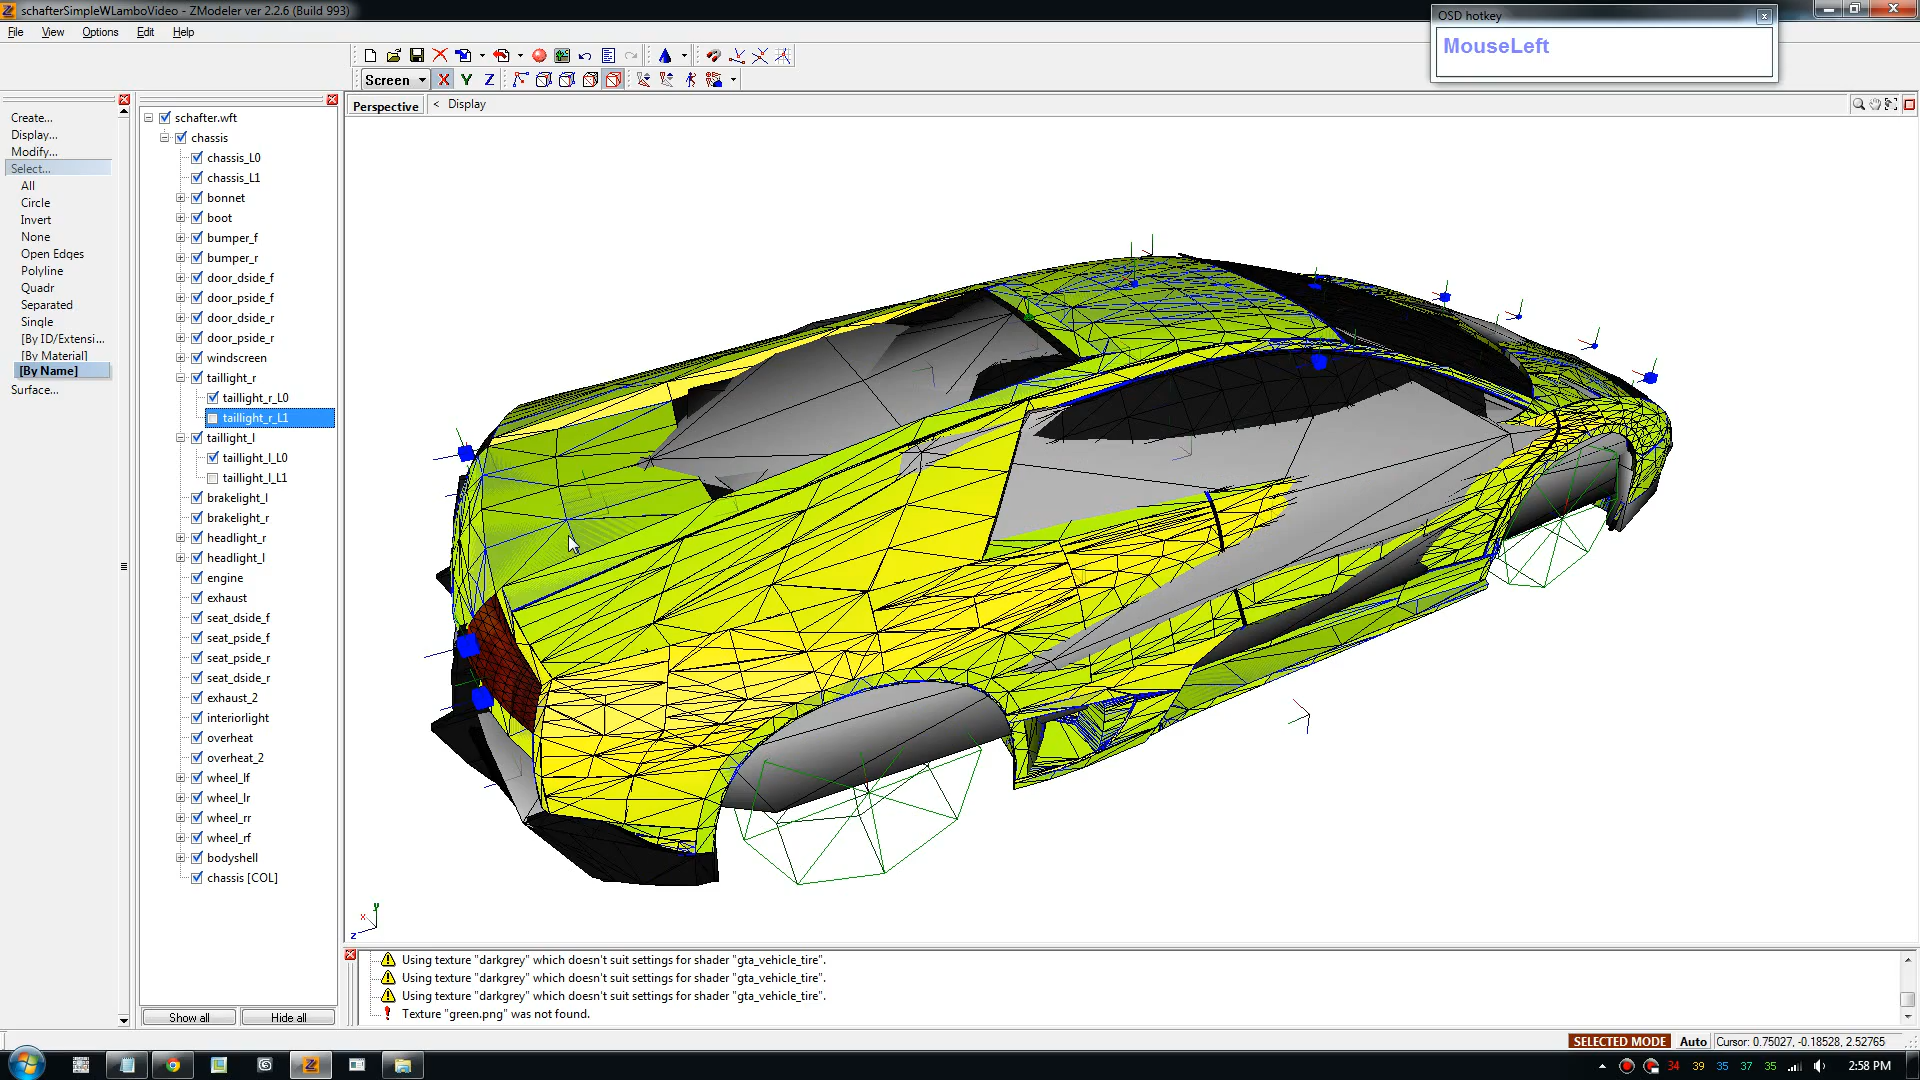 schafterSimpleWLamboVideo - ZModeler ver 2.2.6 (Build 993)
OSD hotkey
MouseLeft
File View Options Edit Help
Screen X Y Z
Perspective < Display
Create...
Display...
Modify...
Select...
All
Circle
Invert
None
Open Edges
Polyline
Quadr
Separated
Single
[By ID/Extensi...
[By Material]
[By Name]
Surface...
schafter.wft
chassis
chassis_L0
chassis_L1
bonnet
boot
bumper_f
bumper_r
door_dside_f
door_pside_f
door_dside_r
door_pside_r
windscreen
taillight_r
taillight_r_L0
taillight_r_L1
taillight_l
taillight_l_L0
taillight_l_L1
brakelight_l
brakelight_r
headlight_r
headlight_l
engine
exhaust
seat_dside_f
seat_pside_f
seat_pside_r
seat_dside_r
exhaust_2
interiorlight
overheat
overheat_2
wheel_lf
wheel_lr
wheel_rr
wheel_rf
bodyshell
chassis [COL]
Show all Hide all
y
x
z
Using texture "darkgrey" which doesn't suit settings for shader "gta_vehicle_tire".
Using texture "darkgrey" which doesn't suit settings for shader "gta_vehicle_tire".
Using texture "darkgrey" which doesn't suit settings for shader "gta_vehicle_tire".
Texture "green.png" was not found.
SELECTED MODE Auto Cursor: 0.75027, -0.18528, 2.52765
34 39 35 37 35 2:58 PM